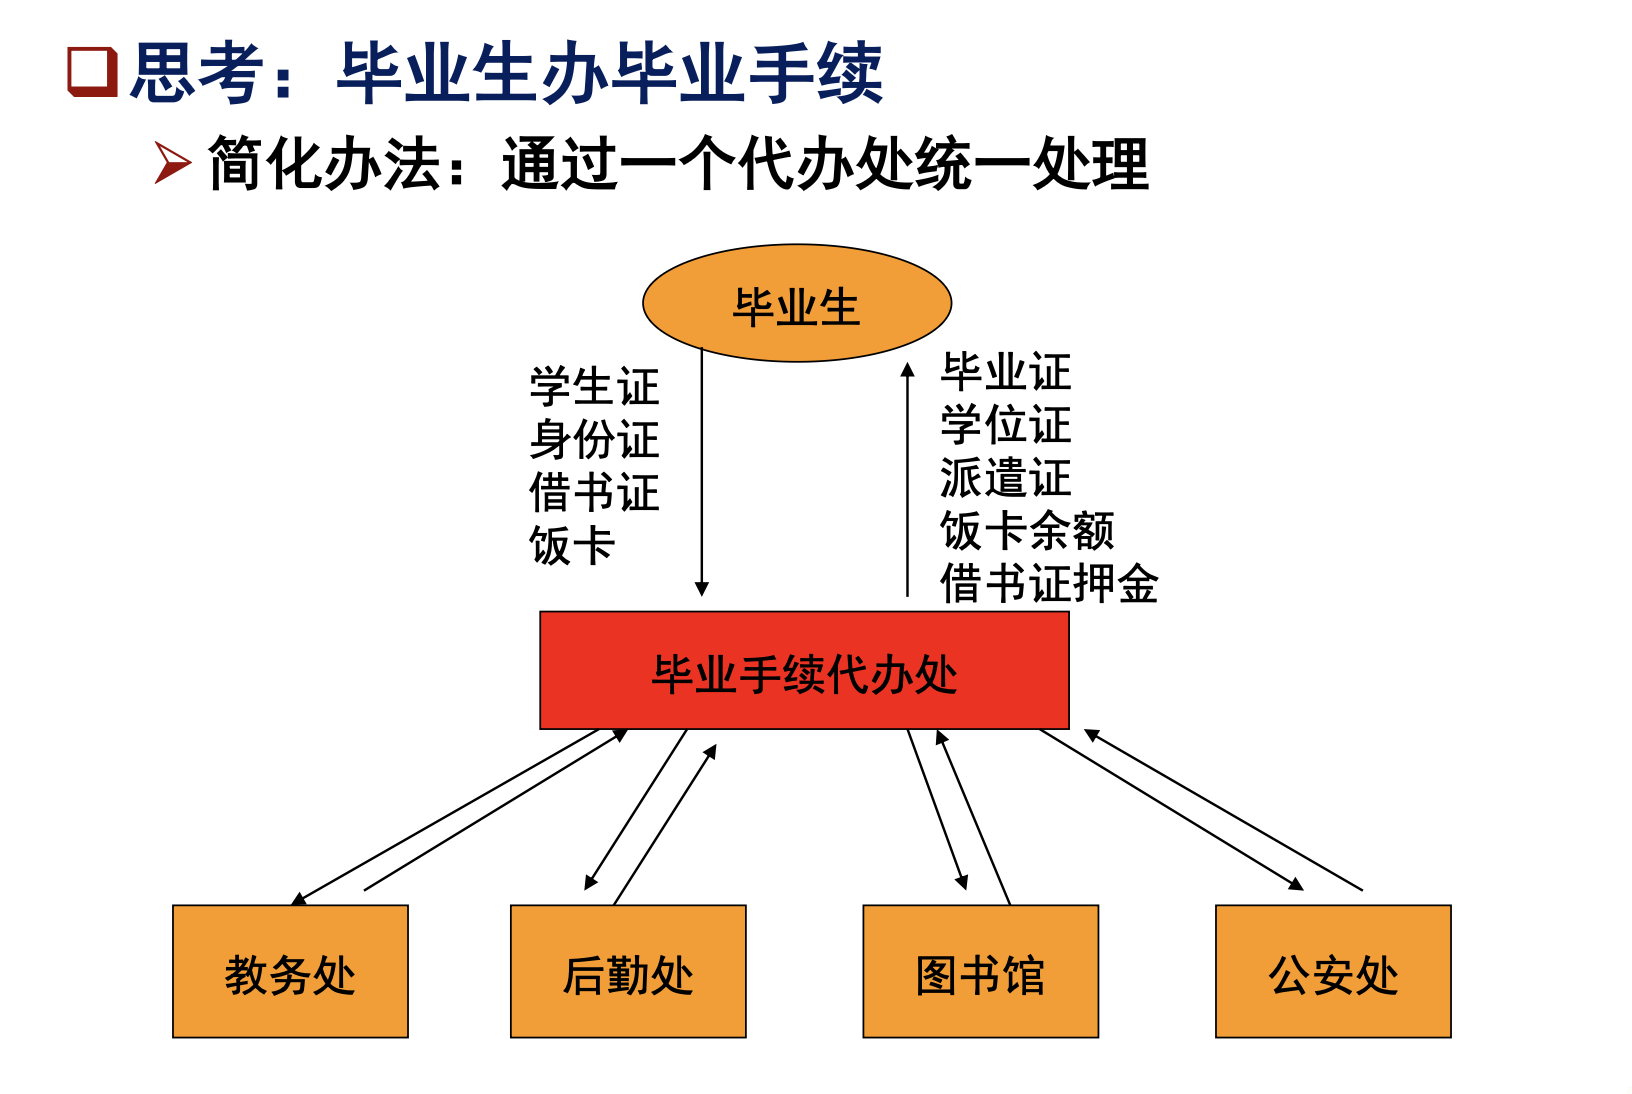 思考：毕业生办毕业手续
简化办法：通过一个代办处统一处理
毕业生
学生证
身份证
借书证
饭卡
毕业证
学位证
派遣证
饭卡余额
借书证押金
毕业手续代办处
教务处
后勤处
图书馆
公安处